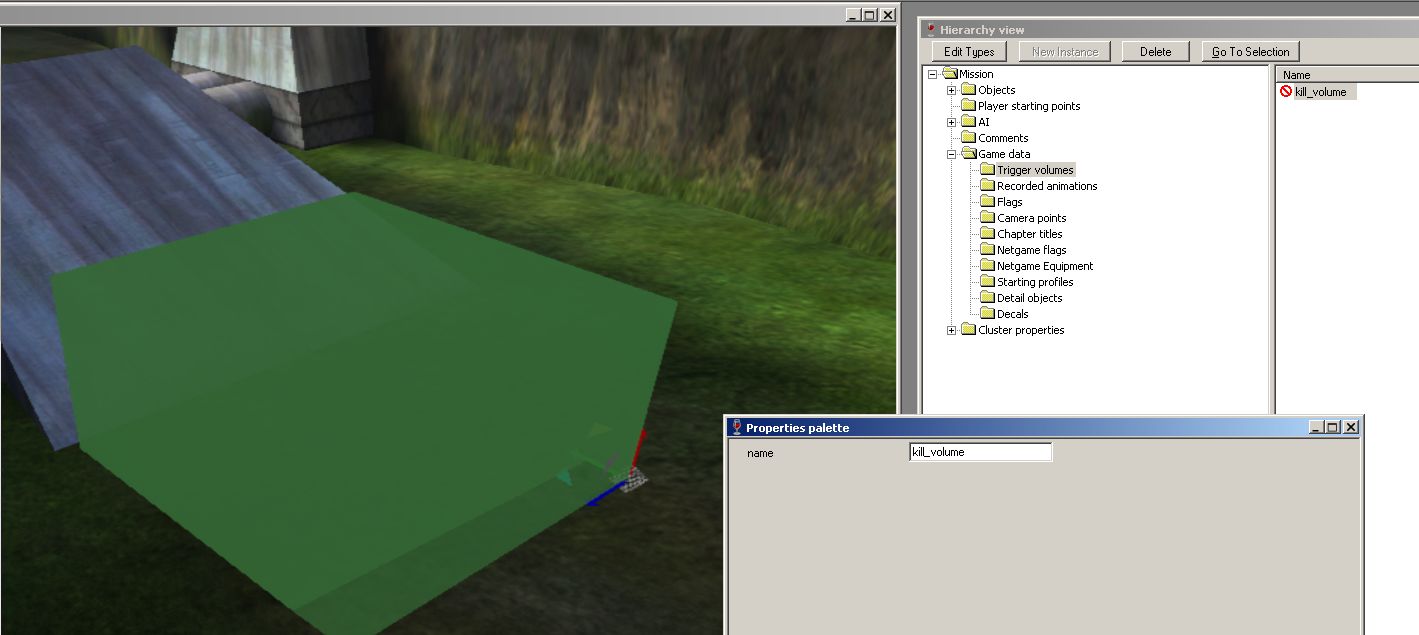 Hierarchy view
Edit Types New Instance Delete Go To Selection
Mission
Objects
Player starting points
AI
Comments
Game data
Trigger volumes
Recorded animations
Flags
Camera points
Chapter titles
Netgame flags
Netgame Equipment
Starting profiles
Detail objects
Decals
Cluster properties
Name
kill_volume
Properties palette
name kill_volume